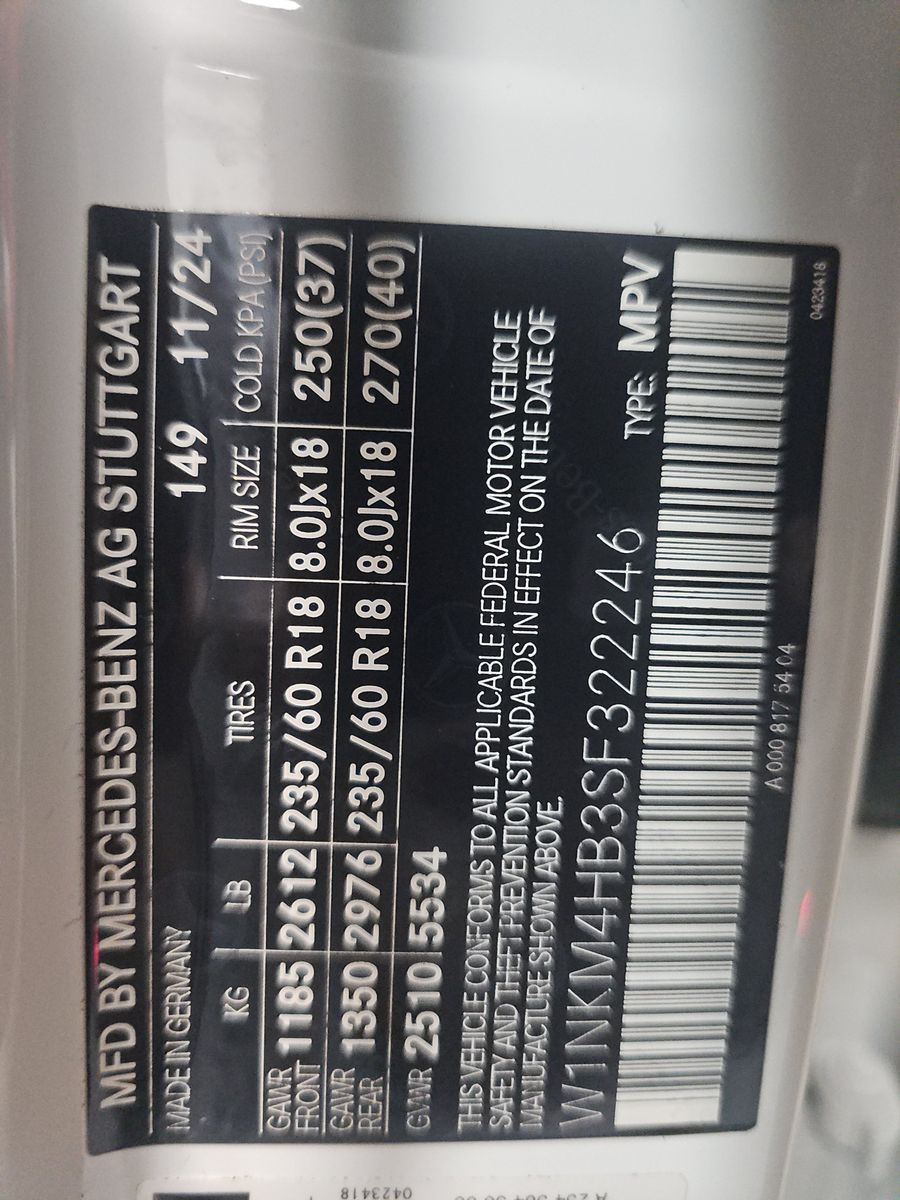 MFD BY MERCEDES-BENZ AG STUTTGART
MADE IN GERMANY 149 11/24
KG LB TIRES RIM SIZE COLD KPA(PSI)
GAWR FRONT 1185 2612 235/60 R18 8.0Jx18 250(37)
GAWR REAR 1350 2976 235/60 R18 8.0Jx18 270(40)
GVWR 2510 5534
THIS VEHICLE CONFORMS TO ALL APPLICABLE FEDERAL MOTOR VEHICLE
SAFETY AND THEFT PREVENTION STANDARDS IN EFFECT ON THE DATE OF
MANUFACTURE SHOWN ABOVE.
W1NKM4HB3SF322246 TYPE: MPV
A 000 817 54 04 0423418
0423418